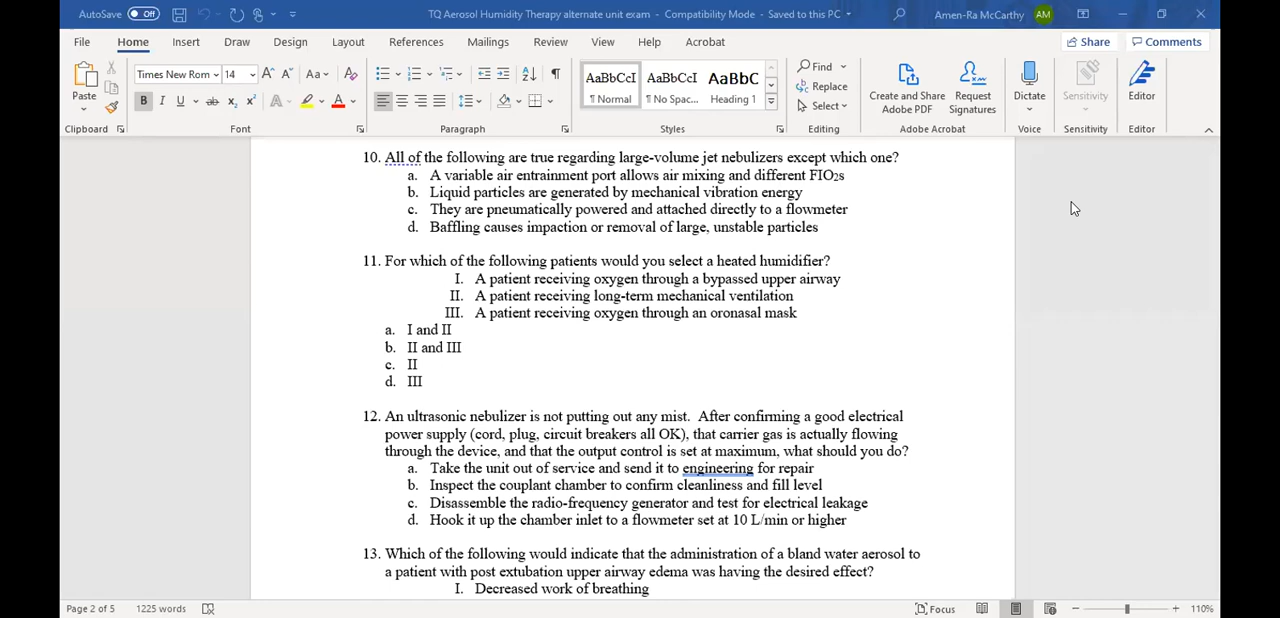 AutoSave Off TQ Aerosol Humidity Therapy alternate unit exam - Compatibility Mode - Saved to this PC Amen-Ra McCarthy AM
File Home Insert Draw Design Layout References Mailings Review View Help Acrobat Share Comments
Paste Times New Rom 14 A A Aa A AaBbCcI AaBbCcI AaBbC Find Create and Share Request Dictate Sensitivity Editor
B I U ab x₂ x² A A ¶ Normal ¶ No Spac... Heading 1 Replace Adobe PDF Signatures
Select
Clipboard Font Paragraph Styles Editing Adobe Acrobat Voice Sensitivity Editor
10. All of the following are true regarding large-volume jet nebulizers except which one?
a. A variable air entrainment port allows air mixing and different FIO2s
b. Liquid particles are generated by mechanical vibration energy
c. They are pneumatically powered and attached directly to a flowmeter
d. Baffling causes impaction or removal of large, unstable particles
11. For which of the following patients would you select a heated humidifier?
I. A patient receiving oxygen through a bypassed upper airway
II. A patient receiving long-term mechanical ventilation
III. A patient receiving oxygen through an oronasal mask
a. I and II
b. II and III
c. II
d. III
12. An ultrasonic nebulizer is not putting out any mist. After confirming a good electrical
power supply (cord, plug, circuit breakers all OK), that carrier gas is actually flowing
through the device, and that the output control is set at maximum, what should you do?
a. Take the unit out of service and send it to engineering for repair
b. Inspect the couplant chamber to confirm cleanliness and fill level
c. Disassemble the radio-frequency generator and test for electrical leakage
d. Hook it up the chamber inlet to a flowmeter set at 10 L/min or higher
13. Which of the following would indicate that the administration of a bland water aerosol to
a patient with post extubation upper airway edema was having the desired effect?
I. Decreased work of breathing
Page 2 of 5 1225 words Focus 110%